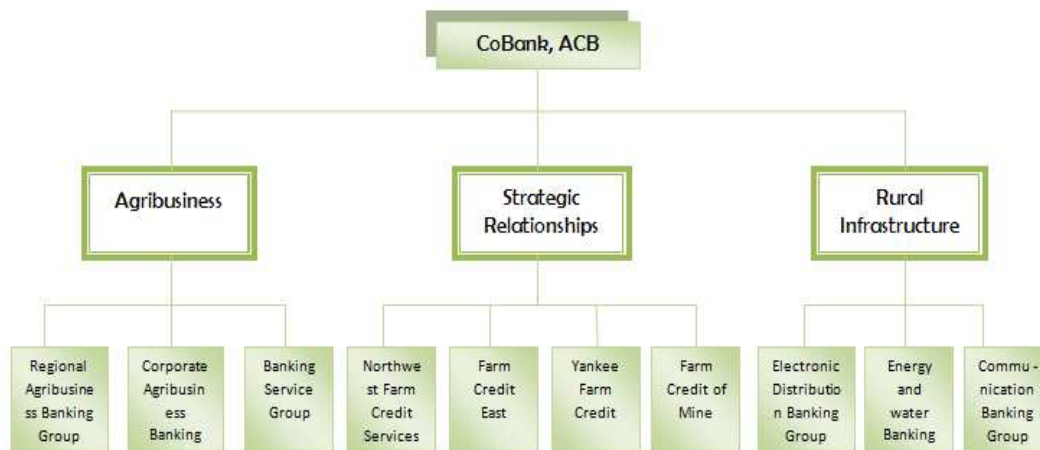 CoBank, ACB
Agribusiness
Strategic
Relationships
Rural
Infrastructure
Regional
Agribusine
ss Banking
Group
Corporate
Agribusin
ess
Banking
Banking
Service
Group
Northwe
st Farm
Credit
Services
Farm
Credit
East
Yankee
Farm
Credit
Farm
Credit of
Mine
Electronic
Distributio
n Banking
Group
Energy
and
water
Banking
Commu -
nication
Banking
Group